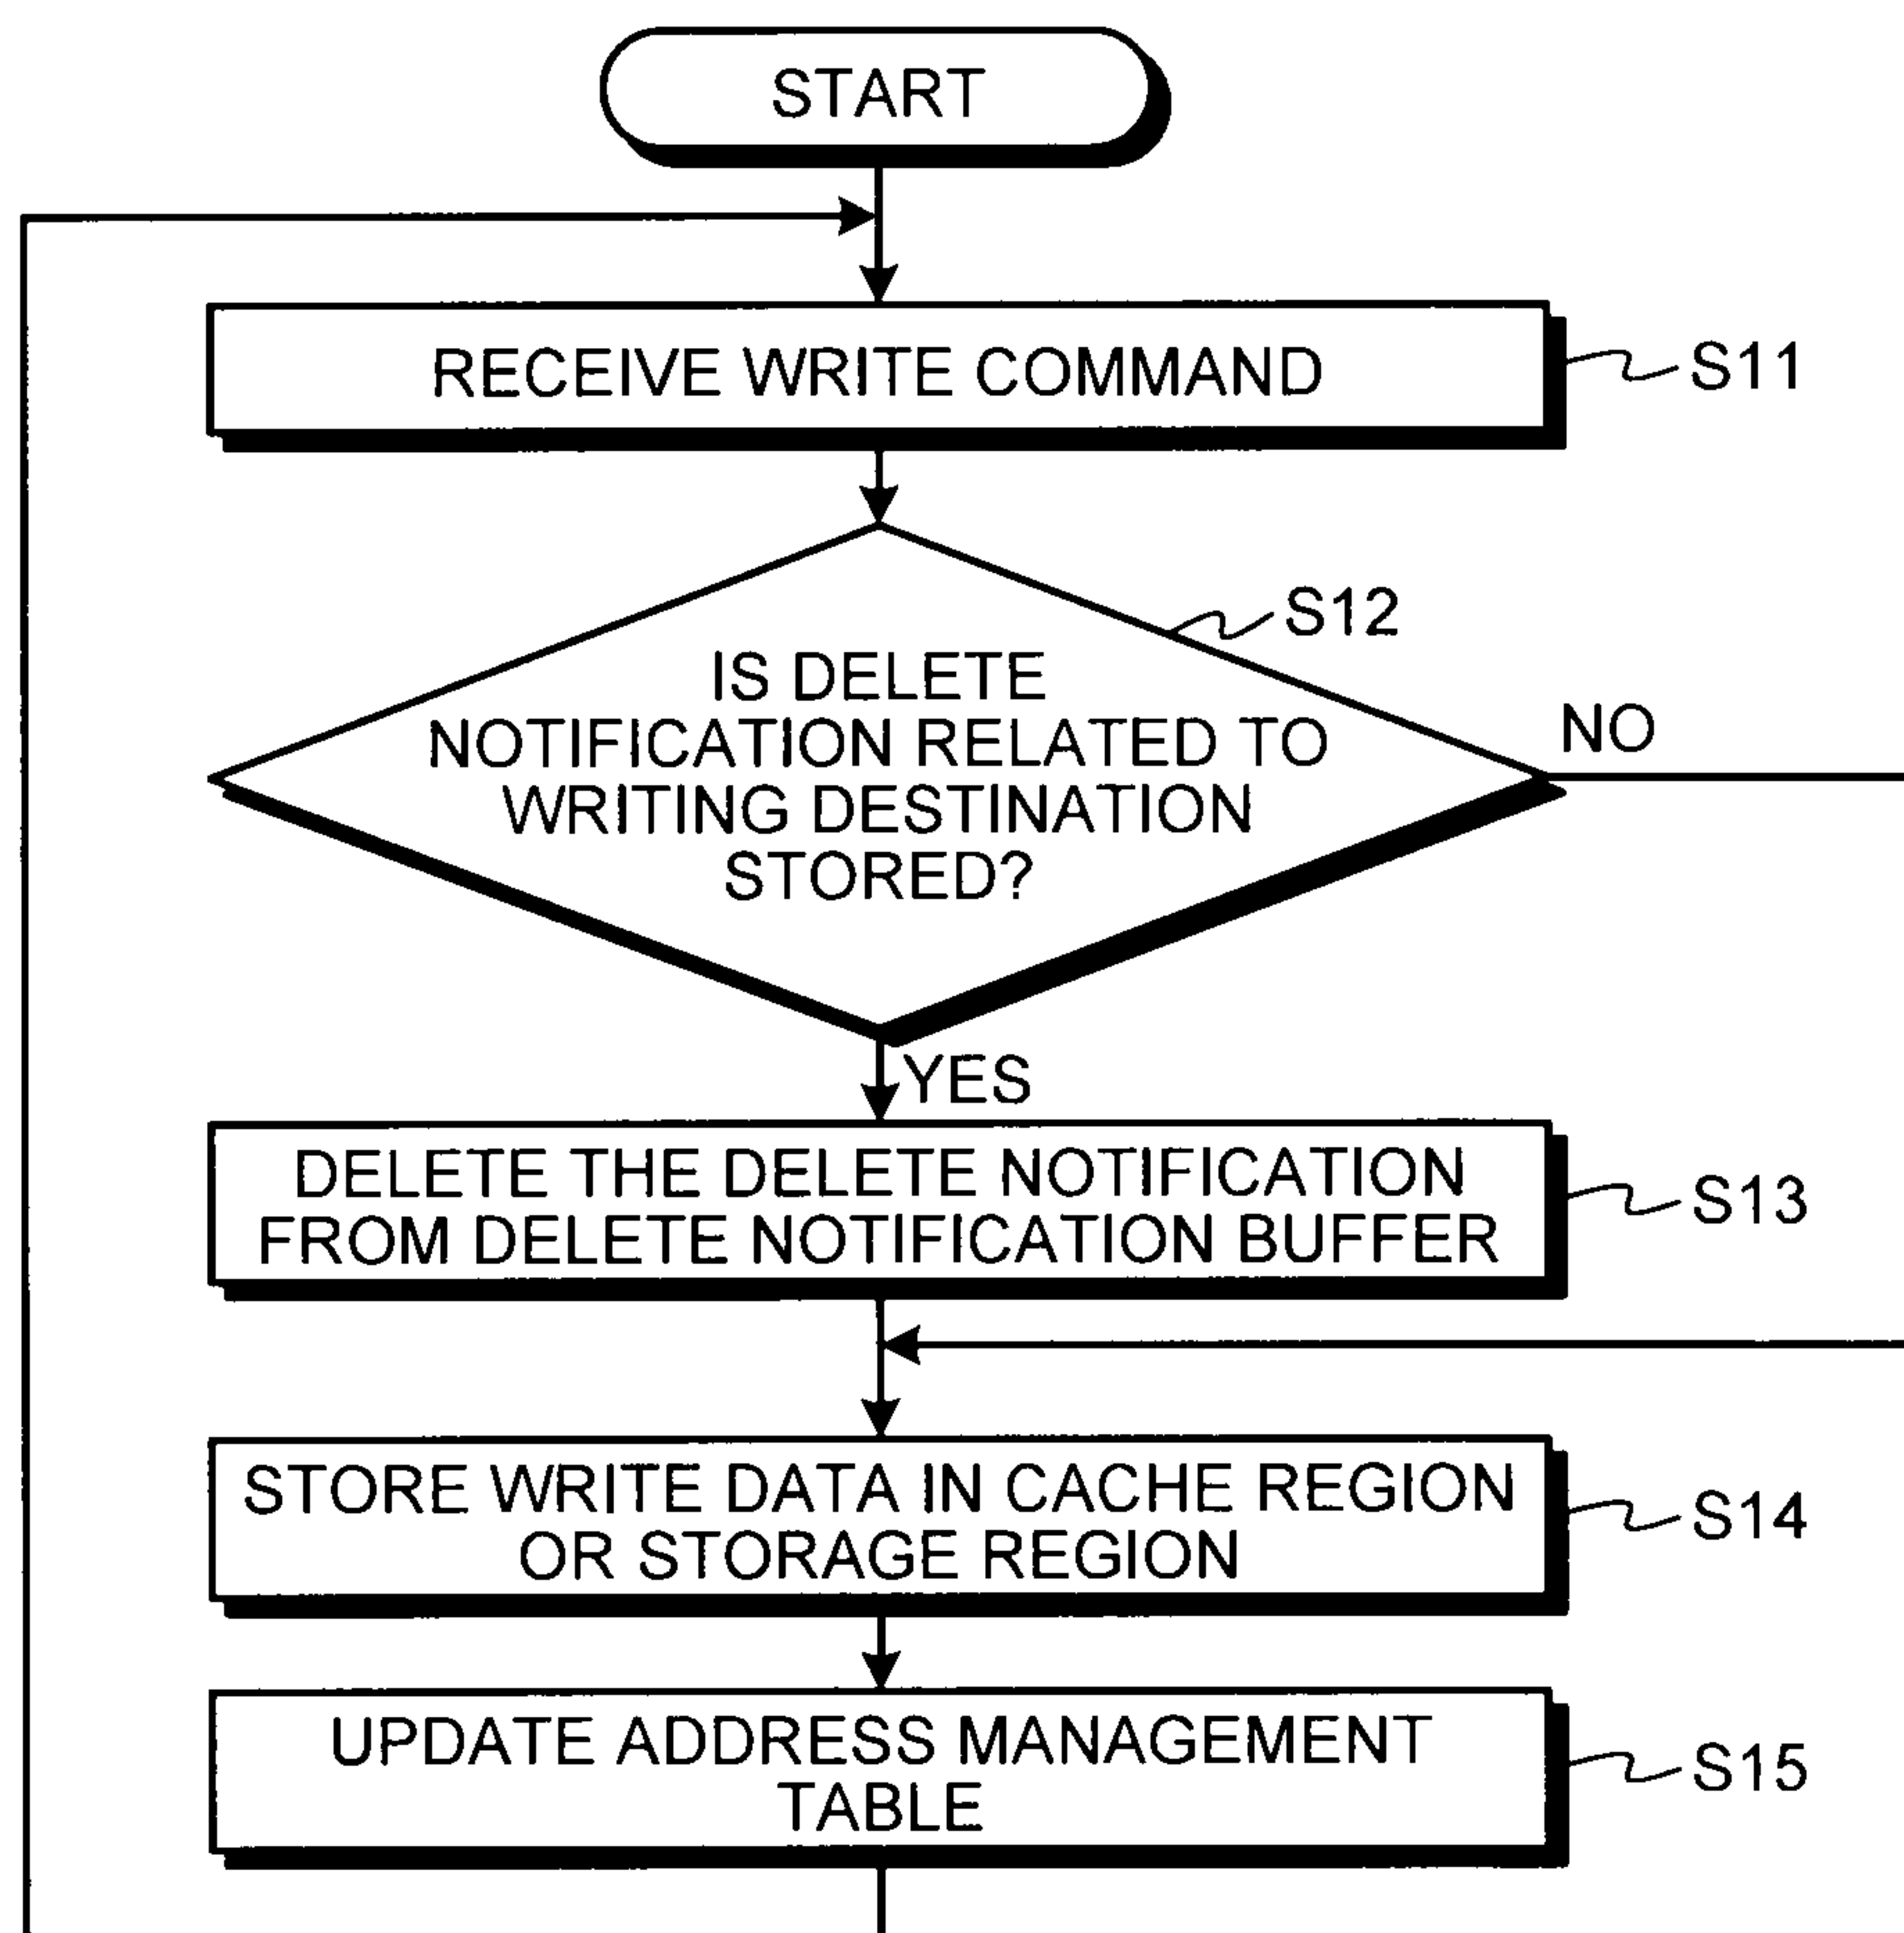 START
RECEIVE WRITE COMMAND
S11
S12
IS DELETE
NOTIFICATION RELATED TO
WRITING DESTINATION
STORED?
NO
YES
DELETE THE DELETE NOTIFICATION
FROM DELETE NOTIFICATION BUFFER
S13
STORE WRITE DATA IN CACHE REGION
OR STORAGE REGION
S14
UPDATE ADDRESS MANAGEMENT
TABLE
S15